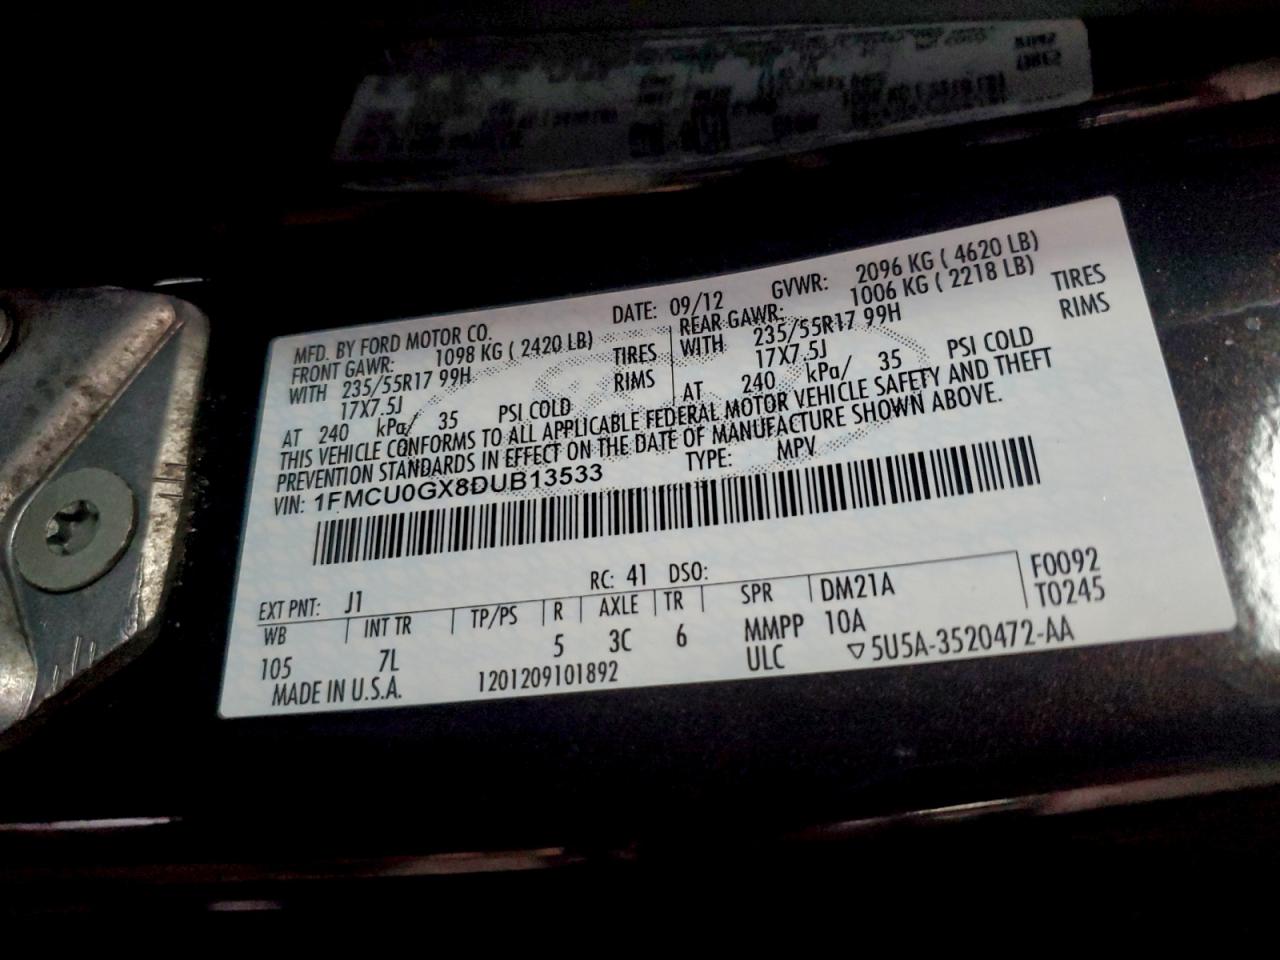 MFD. BY FORD MOTOR CO. DATE: 09/12 GVWR: 2096 KG ( 4620 LB)
FRONT GAWR: 1098 KG ( 2420 LB) REAR GAWR: 1006 KG ( 2218 LB)
WITH 235/55R17 99H TIRES WITH 235/55R17 99H TIRES
17X7.5J RIMS 17X7.5J RIMS
AT 240 kPa/ 35 PSI COLD AT 240 kPa/ 35 PSI COLD
THIS VEHICLE CONFORMS TO ALL APPLICABLE FEDERAL MOTOR VEHICLE SAFETY AND THEFT
PREVENTION STANDARDS IN EFFECT ON THE DATE OF MANUFACTURE SHOWN ABOVE.
VIN: 1FMCU0GX8DUB13533 TYPE: MPV
EXT PNT: J1 RC: 41 DSO:
WB INT TR TP/PS R AXLE TR SPR DM21A F0092
105 7L 5 3C 6 MMPP 10A T0245
MADE IN U.S.A. 1201209101892 ULC ▽5U5A-3520472-AA